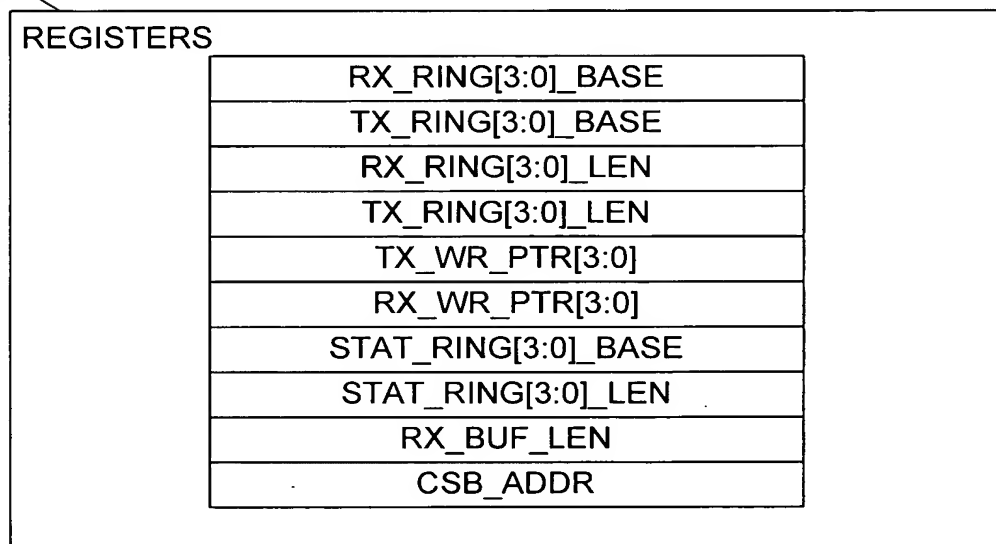 REGISTERS
RX_RING[3:0]_BASE
TX_RING[3:0]_BASE
RX_RING[3:0]_LEN
TX_RING[3:0]_LEN
TX_WR_PTR[3:0]
RX_WR_PTR[3:0]
STAT_RING[3:0]_BASE
STAT_RING[3:0]_LEN
RX_BUF_LEN
CSB_ADDR